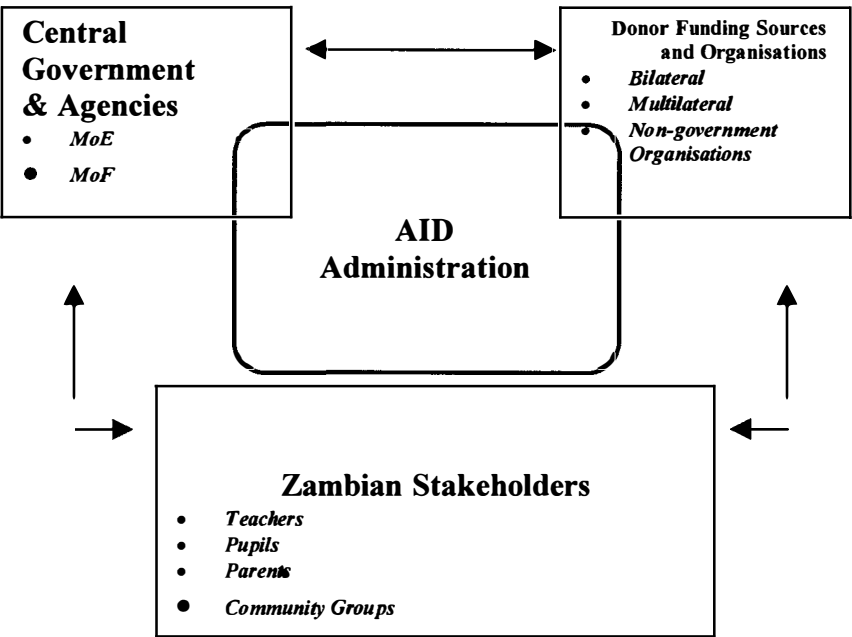 Central
Government
& Agencies
• MoE
• MoF
Donor Funding Sources
and Organisations
• Bilateral
• Multilateral
• Non-government
Organisations
AID
Administration
Zambian Stakeholders
• Teachers
• Pupils
• Parents
• Community Groups